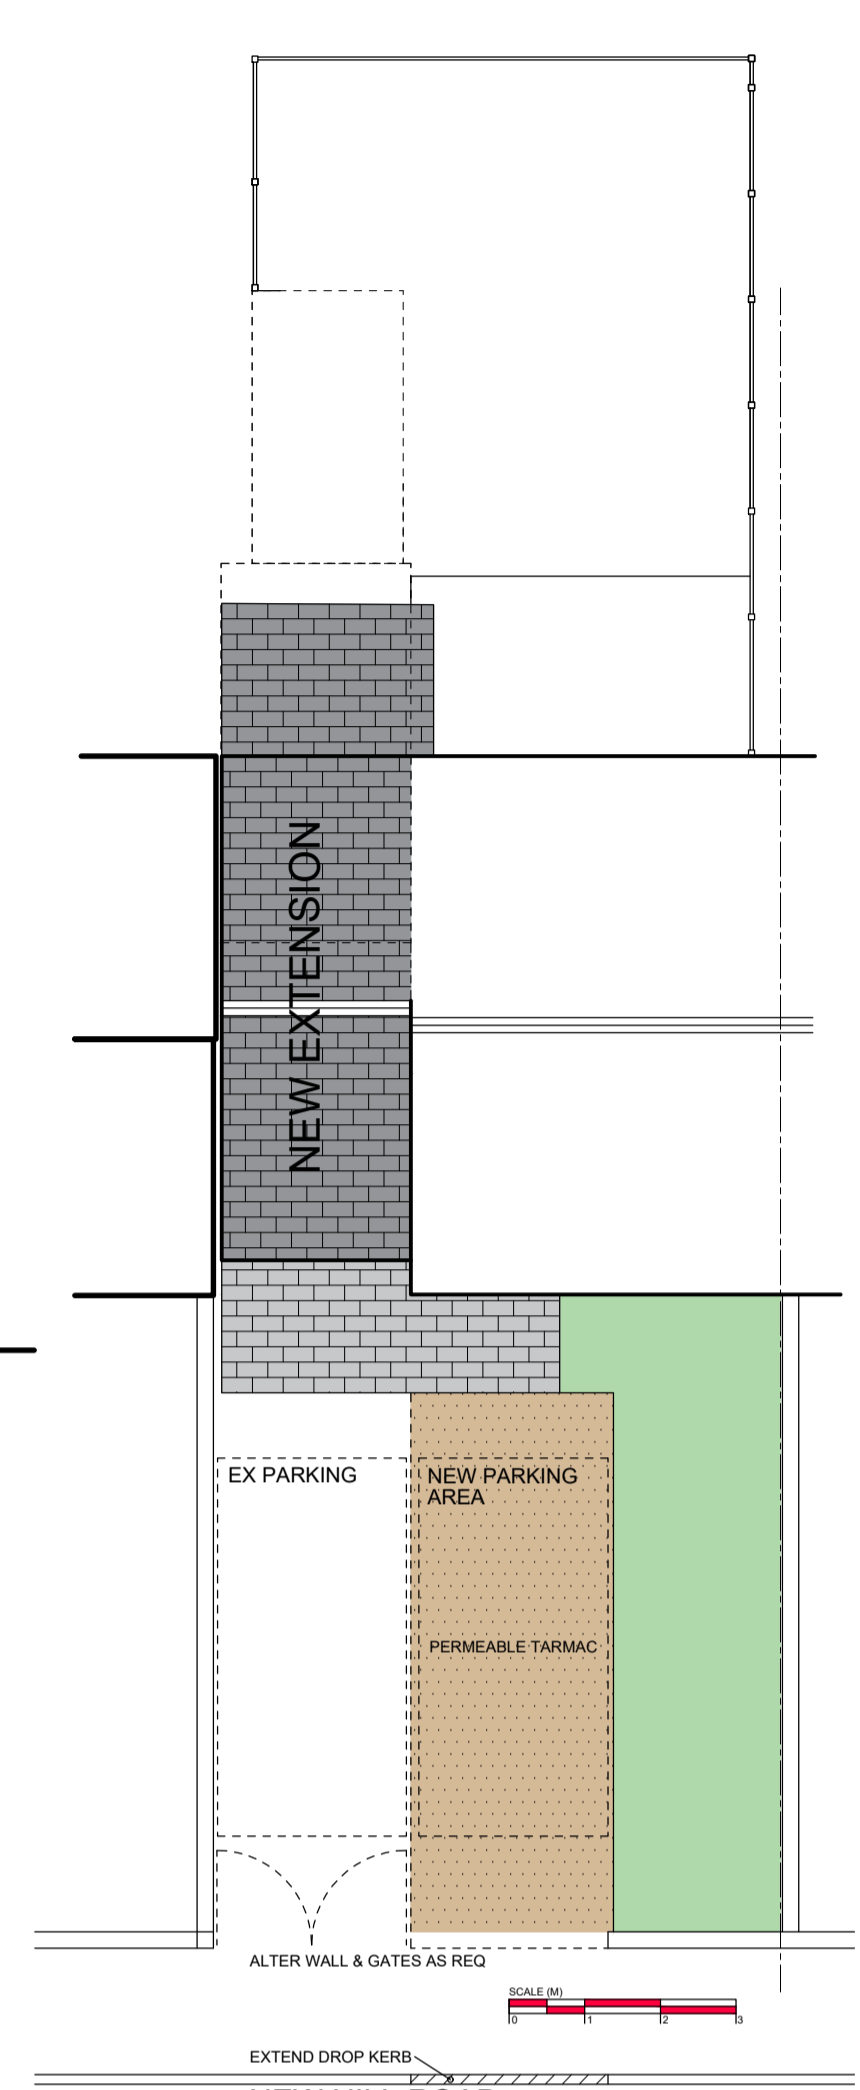 NEW EXTENSION
EX PARKING
NEW PARKING
AREA
PERMEABLE TARMAC
ALTER WALL & GATES AS REQ
SCALE (M)
0 1 2 3
EXTEND DROP KERB